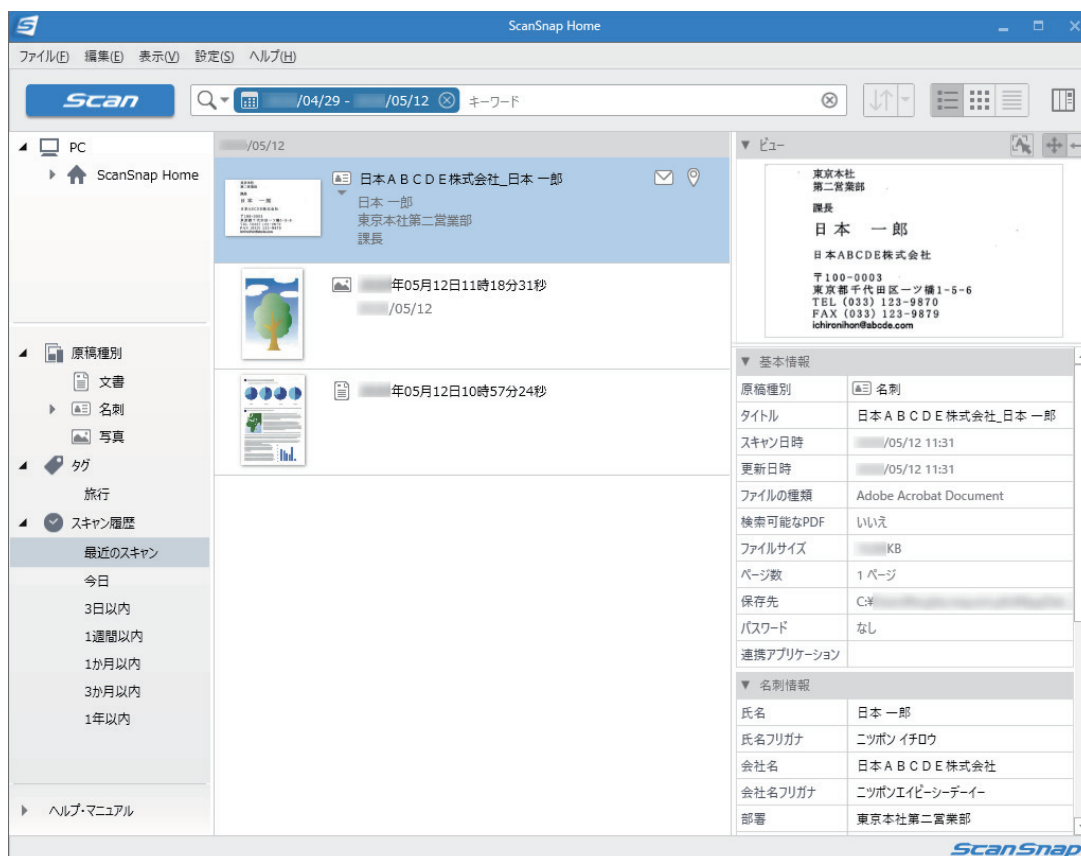 ScanSnap Home
ファイル(F) 編集(E) 表示(V) 設定(S) ヘルプ(H)
Scan
/04/29 - /05/12 キーワード
PC
ScanSnap Home
原稿種別
文書
名刺
写真
タグ
旅行
スキャン履歴
最近のスキャン
今日
3日以内
1週間以内
1か月以内
3か月以内
1年以内
ヘルプ・マニュアル
/05/12
日本ＡＢＣＤＥ株式会社_日本 一郎
日本 一郎
東京本社第二営業部
課長
年05月12日11時18分31秒
/05/12
年05月12日10時57分24秒
ビュー
東京本社
第二営業部
課長
日本 一郎
日本ABCDE株式会社
〒100-0003
東京都千代田区一ツ橋1-5-6
TEL (033) 123-9870
FAX (033) 123-9879
ichironihon@abcde.com
基本情報
原稿種別 名刺
タイトル 日本ＡＢＣＤＥ株式会社_日本 一郎
スキャン日時 /05/12 11:31
更新日時 /05/12 11:31
ファイルの種類 Adobe Acrobat Document
検索可能なPDF いいえ
ファイルサイズ KB
ページ数 1 ページ
保存先 C:¥
パスワード なし
連携アプリケーション
名刺情報
氏名 日本 一郎
氏名フリガナ ニツポン イチロウ
会社名 日本ＡＢＣＤＥ株式会社
会社名フリガナ ニツポンエイビーシーデーイー
部署 東京本社第二営業部
ScanSnap